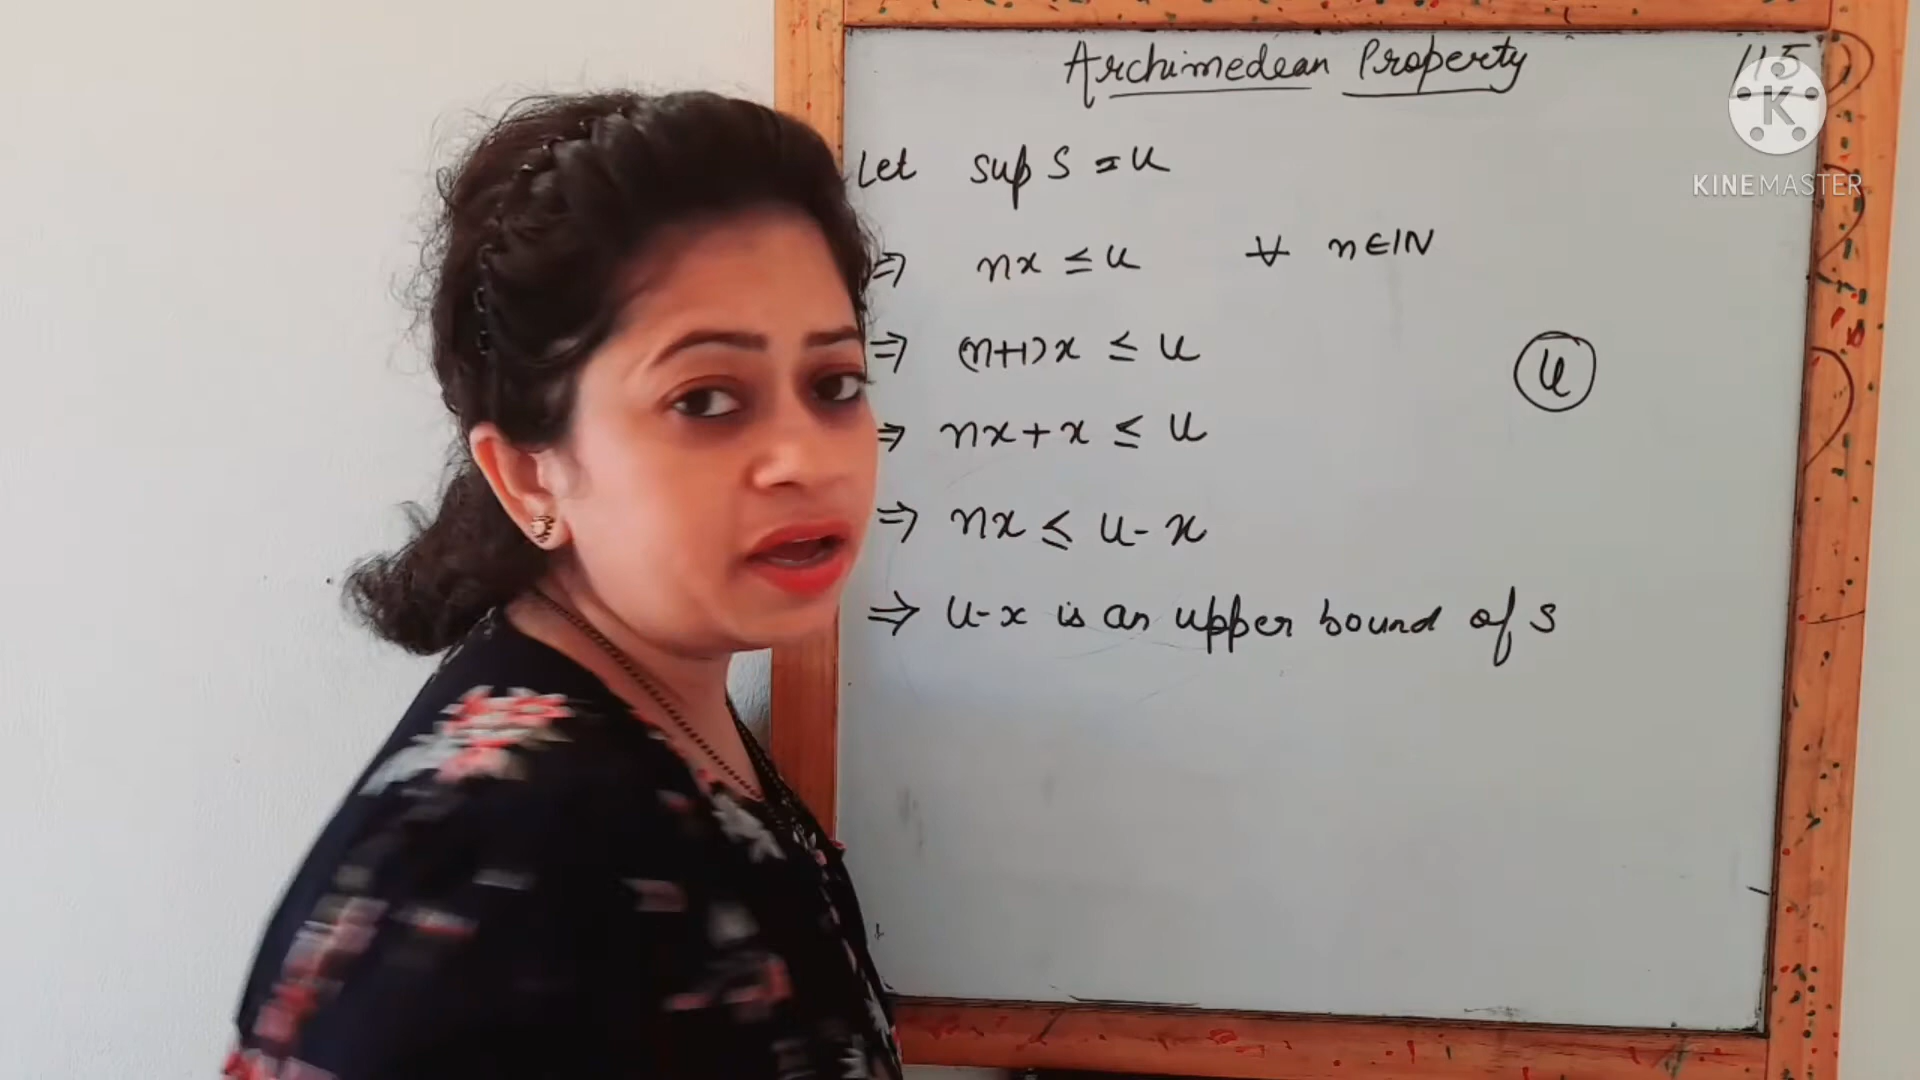 Archimedean Property
K
KINEMASTER
Let sup S = u
⇒ nx ≤ u ∀ n∈IN
⇒ (n+1)x ≤ u
u
⇒ nx + x ≤ u
⇒ nx ≤ u - x
⇒ u-x is an upper bound of S